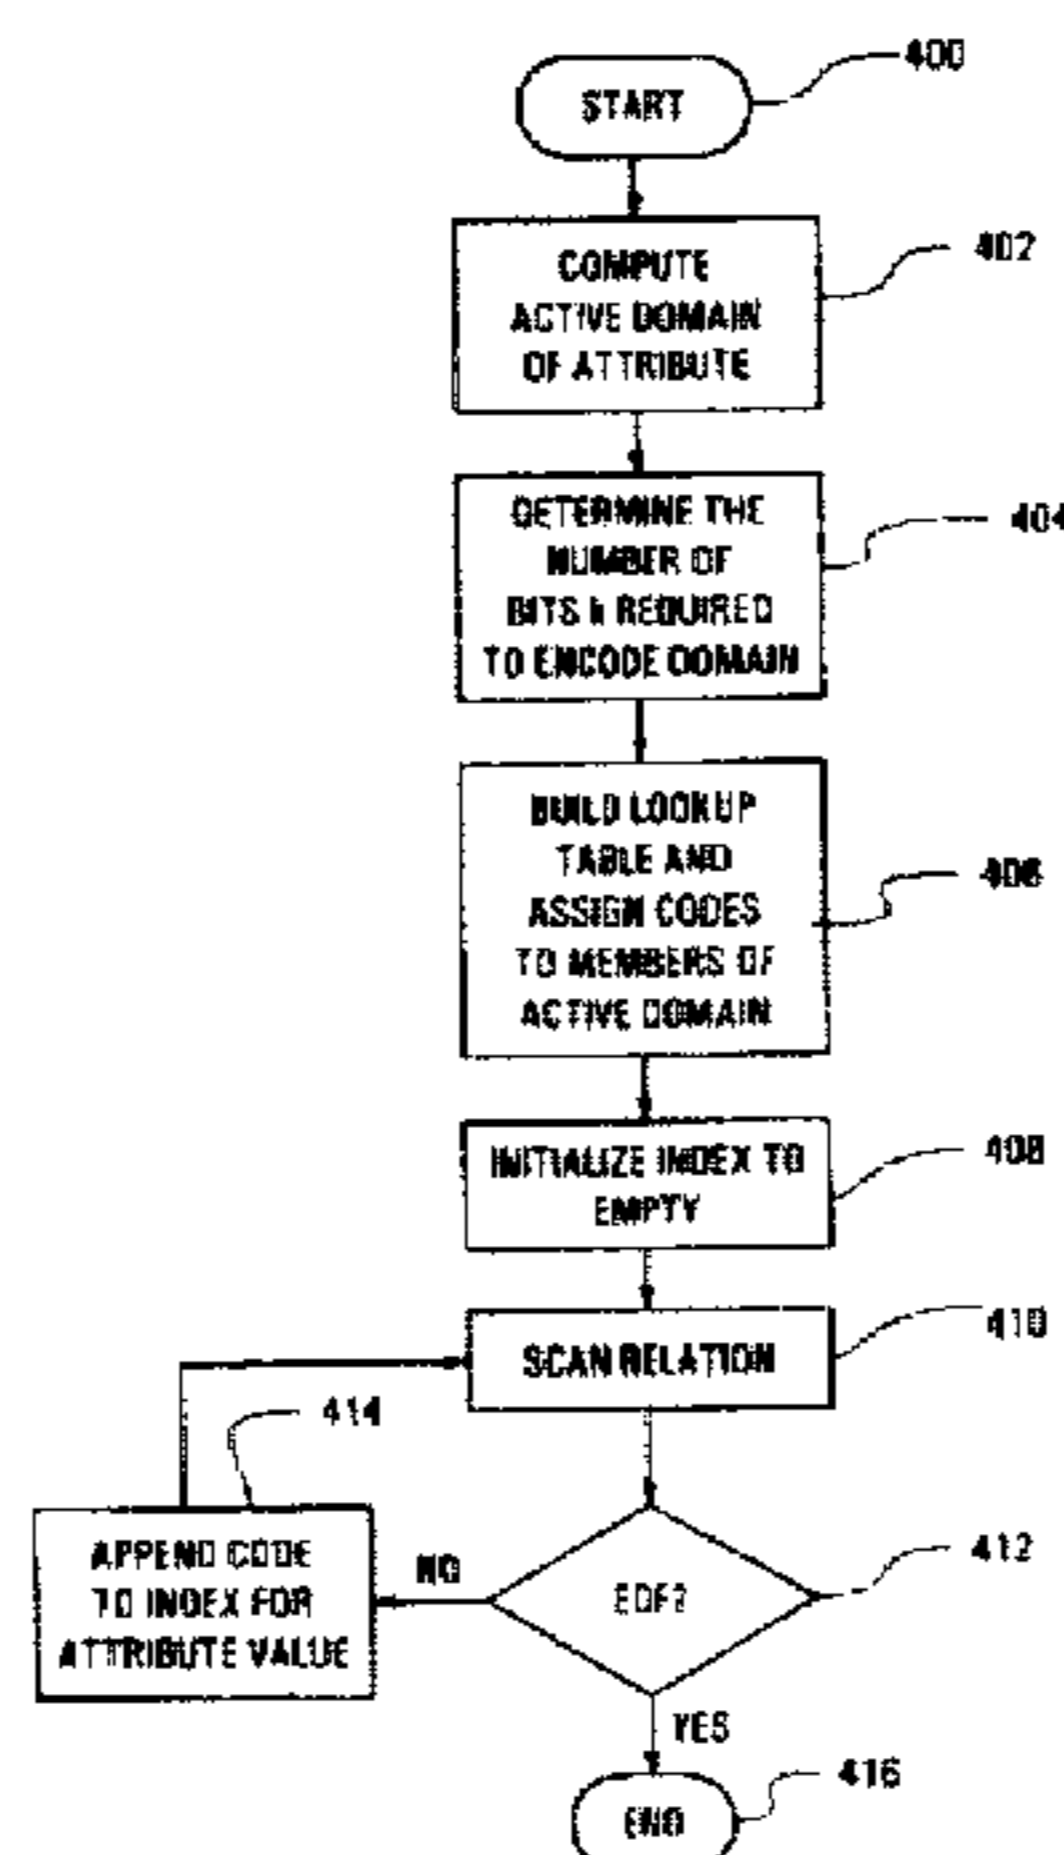 400
START
402
COMPUTE
ACTIVE DOMAIN
OF ATTRIBUTE
404
DETERMINE THE
NUMBER OF
BITS b REQUIRED
TO ENCODE DOMAIN
406
BUILD LOOKUP
TABLE AND
ASSIGN CODES
TO MEMBERS OF
ACTIVE DOMAIN
408
INITIALIZE INDEX TO
EMPTY
410
SCAN RELATION
414
APPEND CODE
TO INDEX FOR
ATTRIBUTE VALUE
NO
EOF?
412
YES
416
END